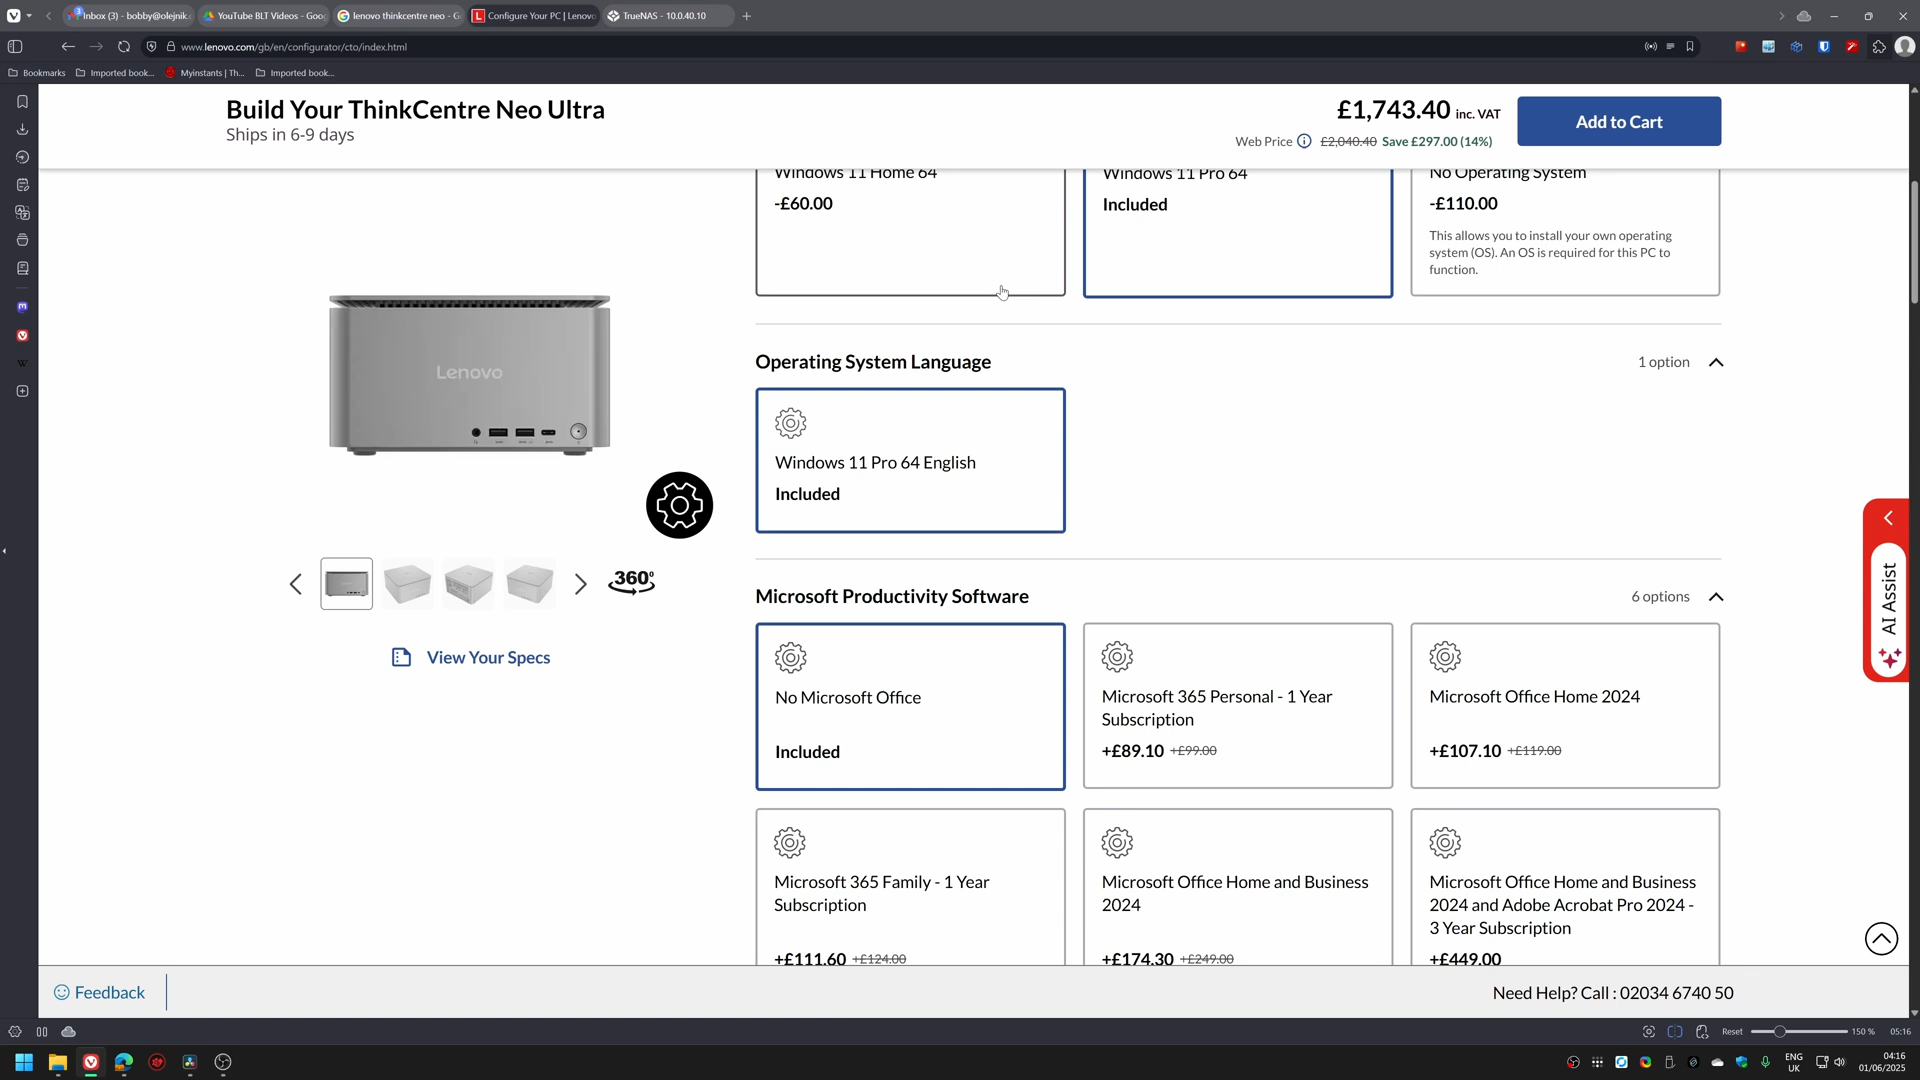 Inbox (3) - bobby@olejnik.
YouTube BLT Videos - Goog
lenovo thinkcentre neo - G
Configure Your PC | Lenovo
TrueNAS - 10.0.40.10
www.lenovo.com/gb/en/configurator/cto/index.html
Bookmarks
Imported book...
Myinstants | Th...
Imported book...
Build Your ThinkCentre Neo Ultra
Ships in 6-9 days
£1,743.40 inc. VAT
Web Price £2,040.40 Save £297.00 (14%)
Add to Cart
Windows 11 Home 64
-£60.00
Windows 11 Pro 64
Included
No Operating System
-£110.00
This allows you to install your own operating
system (OS). An OS is required for this PC to
function.
Operating System Language
1 option
Windows 11 Pro 64 English
Included
Lenovo
360°
View Your Specs
Microsoft Productivity Software
6 options
No Microsoft Office
Included
Microsoft 365 Personal - 1 Year
Subscription
+£89.10 +£99.00
Microsoft Office Home 2024
+£107.10 +£119.00
Microsoft 365 Family - 1 Year
Subscription
+£111.60 +£124.00
Microsoft Office Home and Business
2024
+£174.30 +£249.00
Microsoft Office Home and Business
2024 and Adobe Acrobat Pro 2024 -
3 Year Subscription
+£449.00
AI Assist
Feedback
Need Help? Call : 02034 6740 50
Reset
150 %
05:16
ENG
UK
04:16
01/06/2025